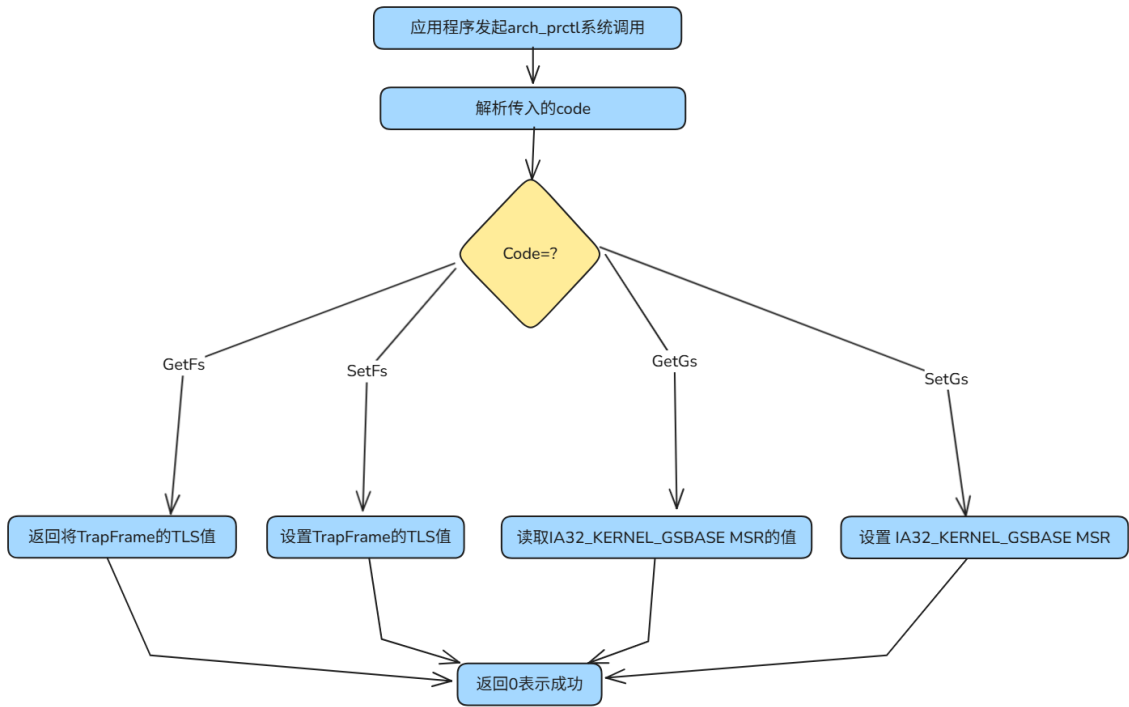 应用程序发起arch_prctl系统调用
解析传入的code
Code=?
GetFs
SetFs
GetGs
SetGs
返回将TrapFrame的TLS值
设置TrapFrame的TLS值
读取IA32_KERNEL_GSBASE MSR的值
设置 IA32_KERNEL_GSBASE MSR
返回0表示成功